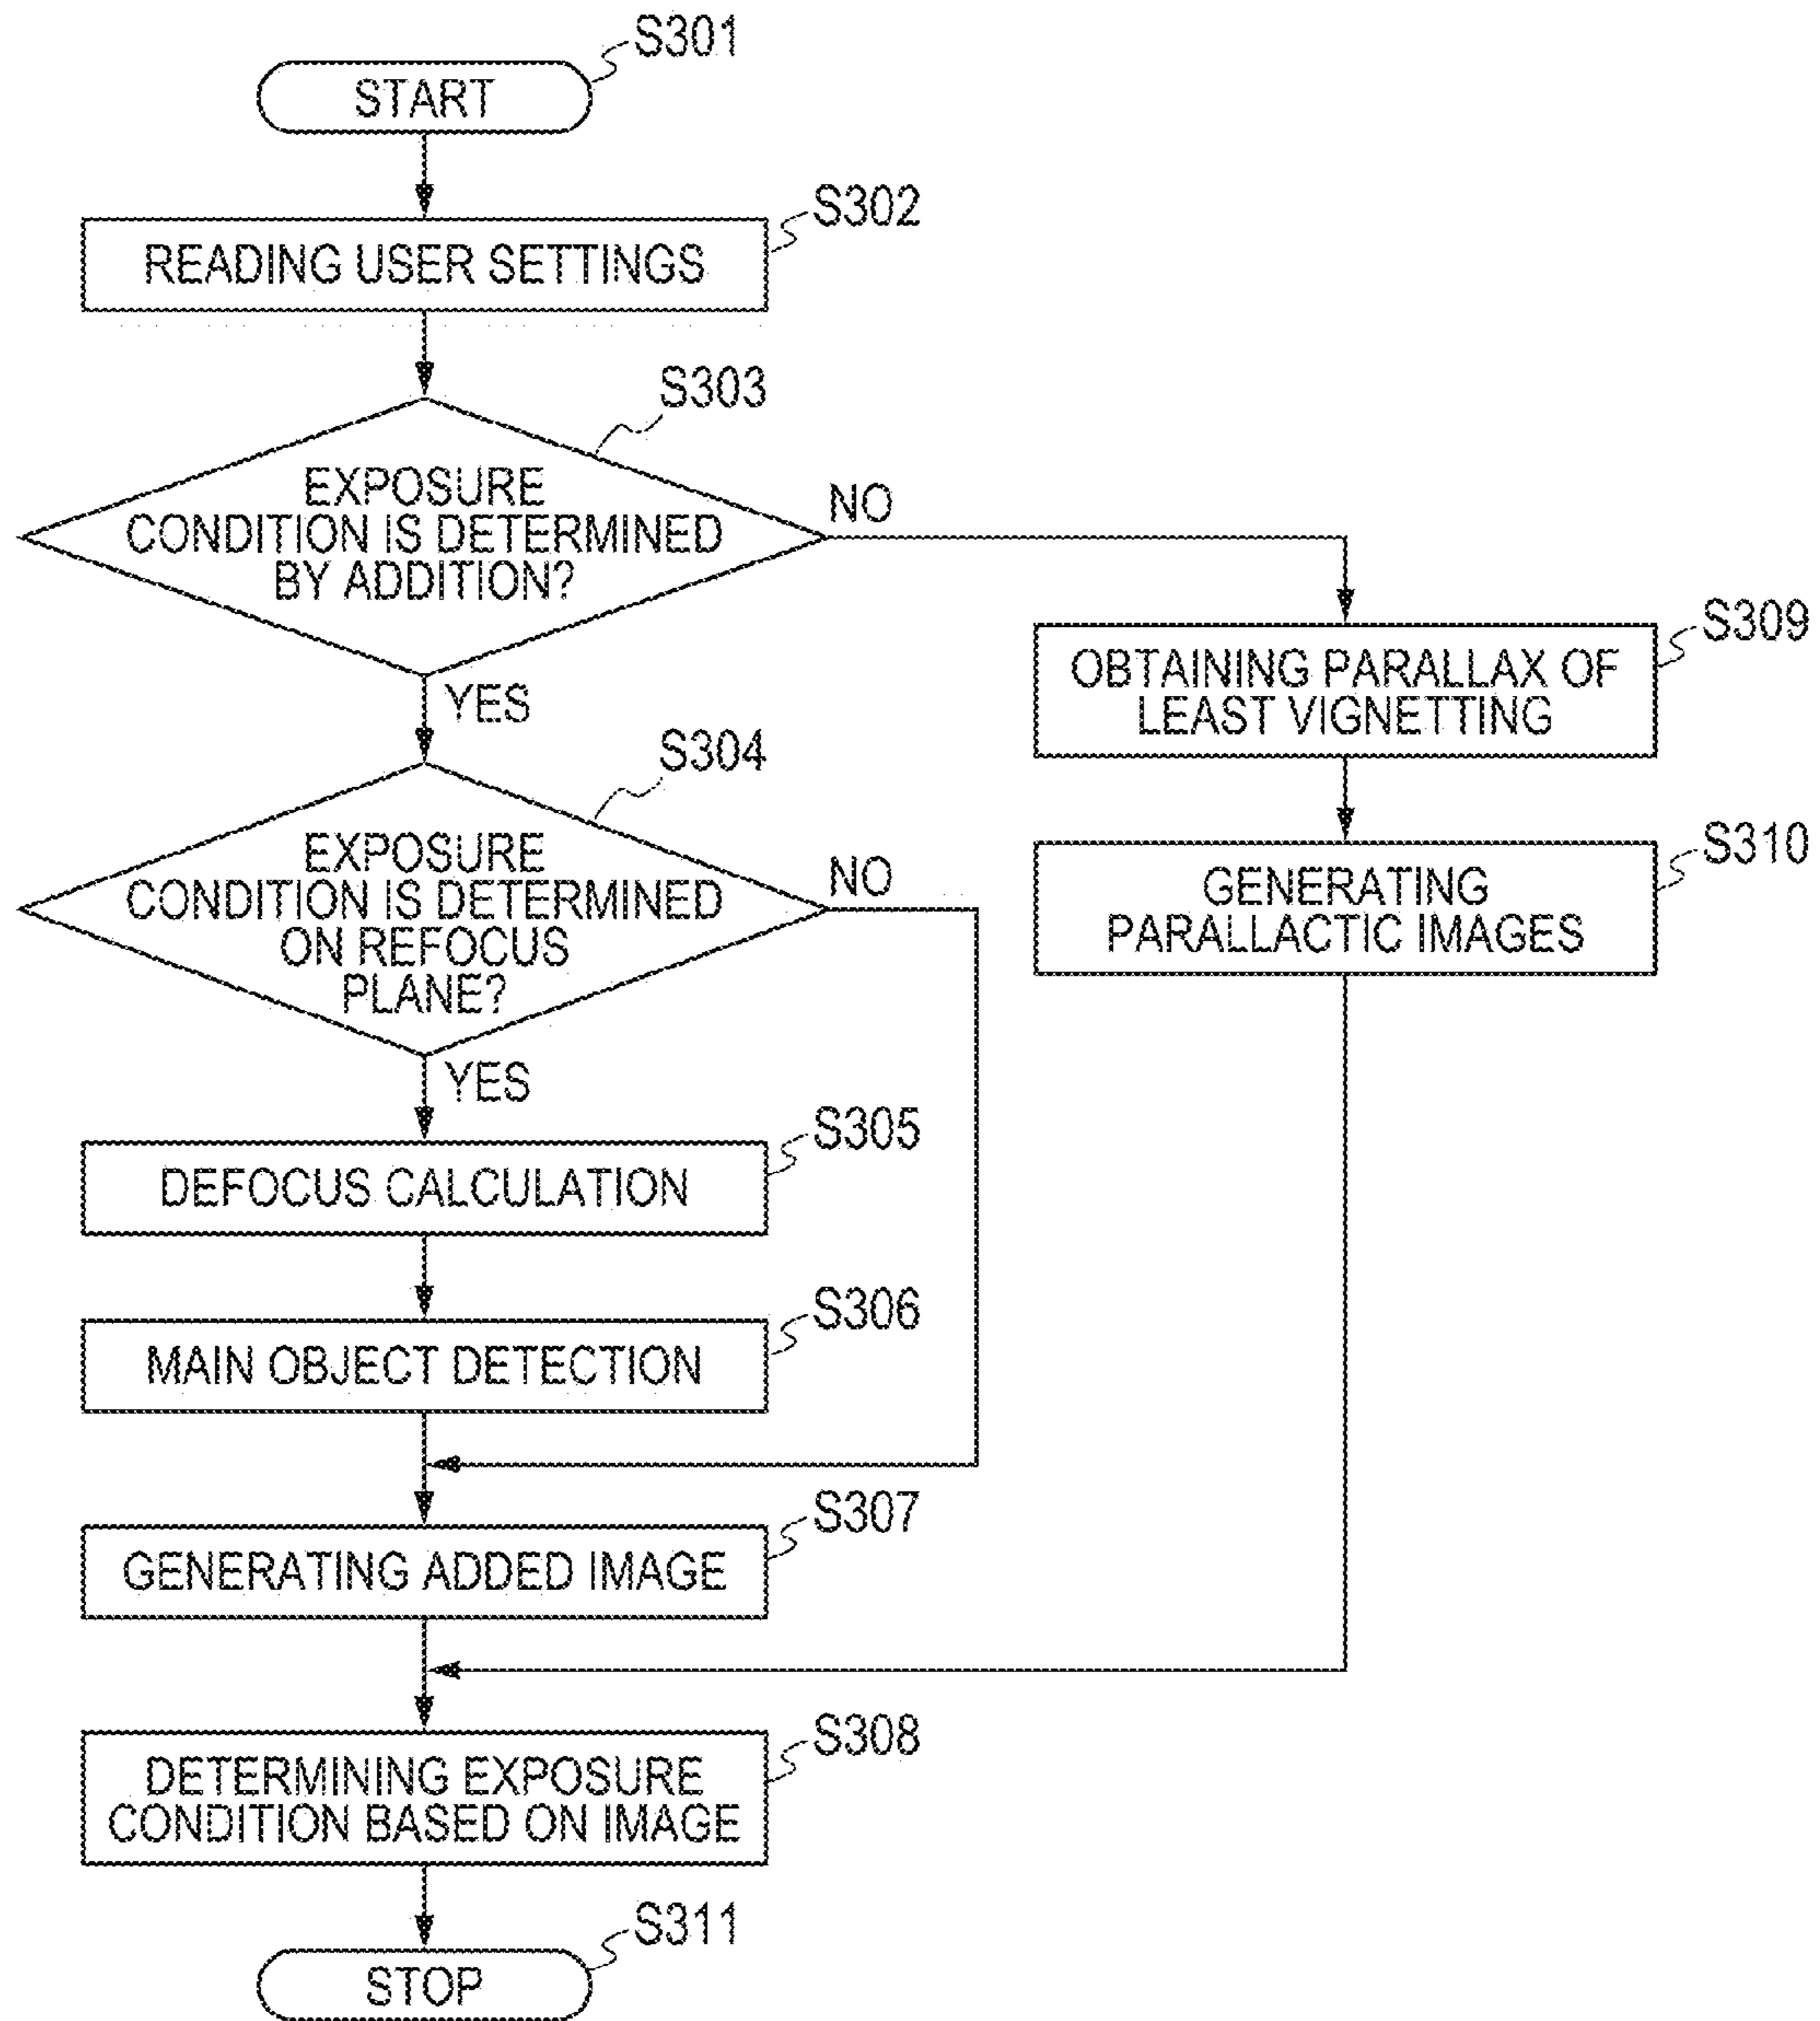 S301
START
S302
READING USER SETTINGS
S303
EXPOSURE
CONDITION IS DETERMINED
BY ADDITION?
NO
YES
S309
OBTAINING PARALLAX OF
LEAST VIGNETTING
S304
EXPOSURE
CONDITION IS DETERMINED
ON REFOCUS
PLANE?
NO
YES
S310
GENERATING
PARALLACTIC IMAGES
S305
DEFOCUS CALCULATION
S306
MAIN OBJECT DETECTION
S307
GENERATING ADDED IMAGE
S308
DETERMINING EXPOSURE
CONDITION BASED ON IMAGE
S311
STOP